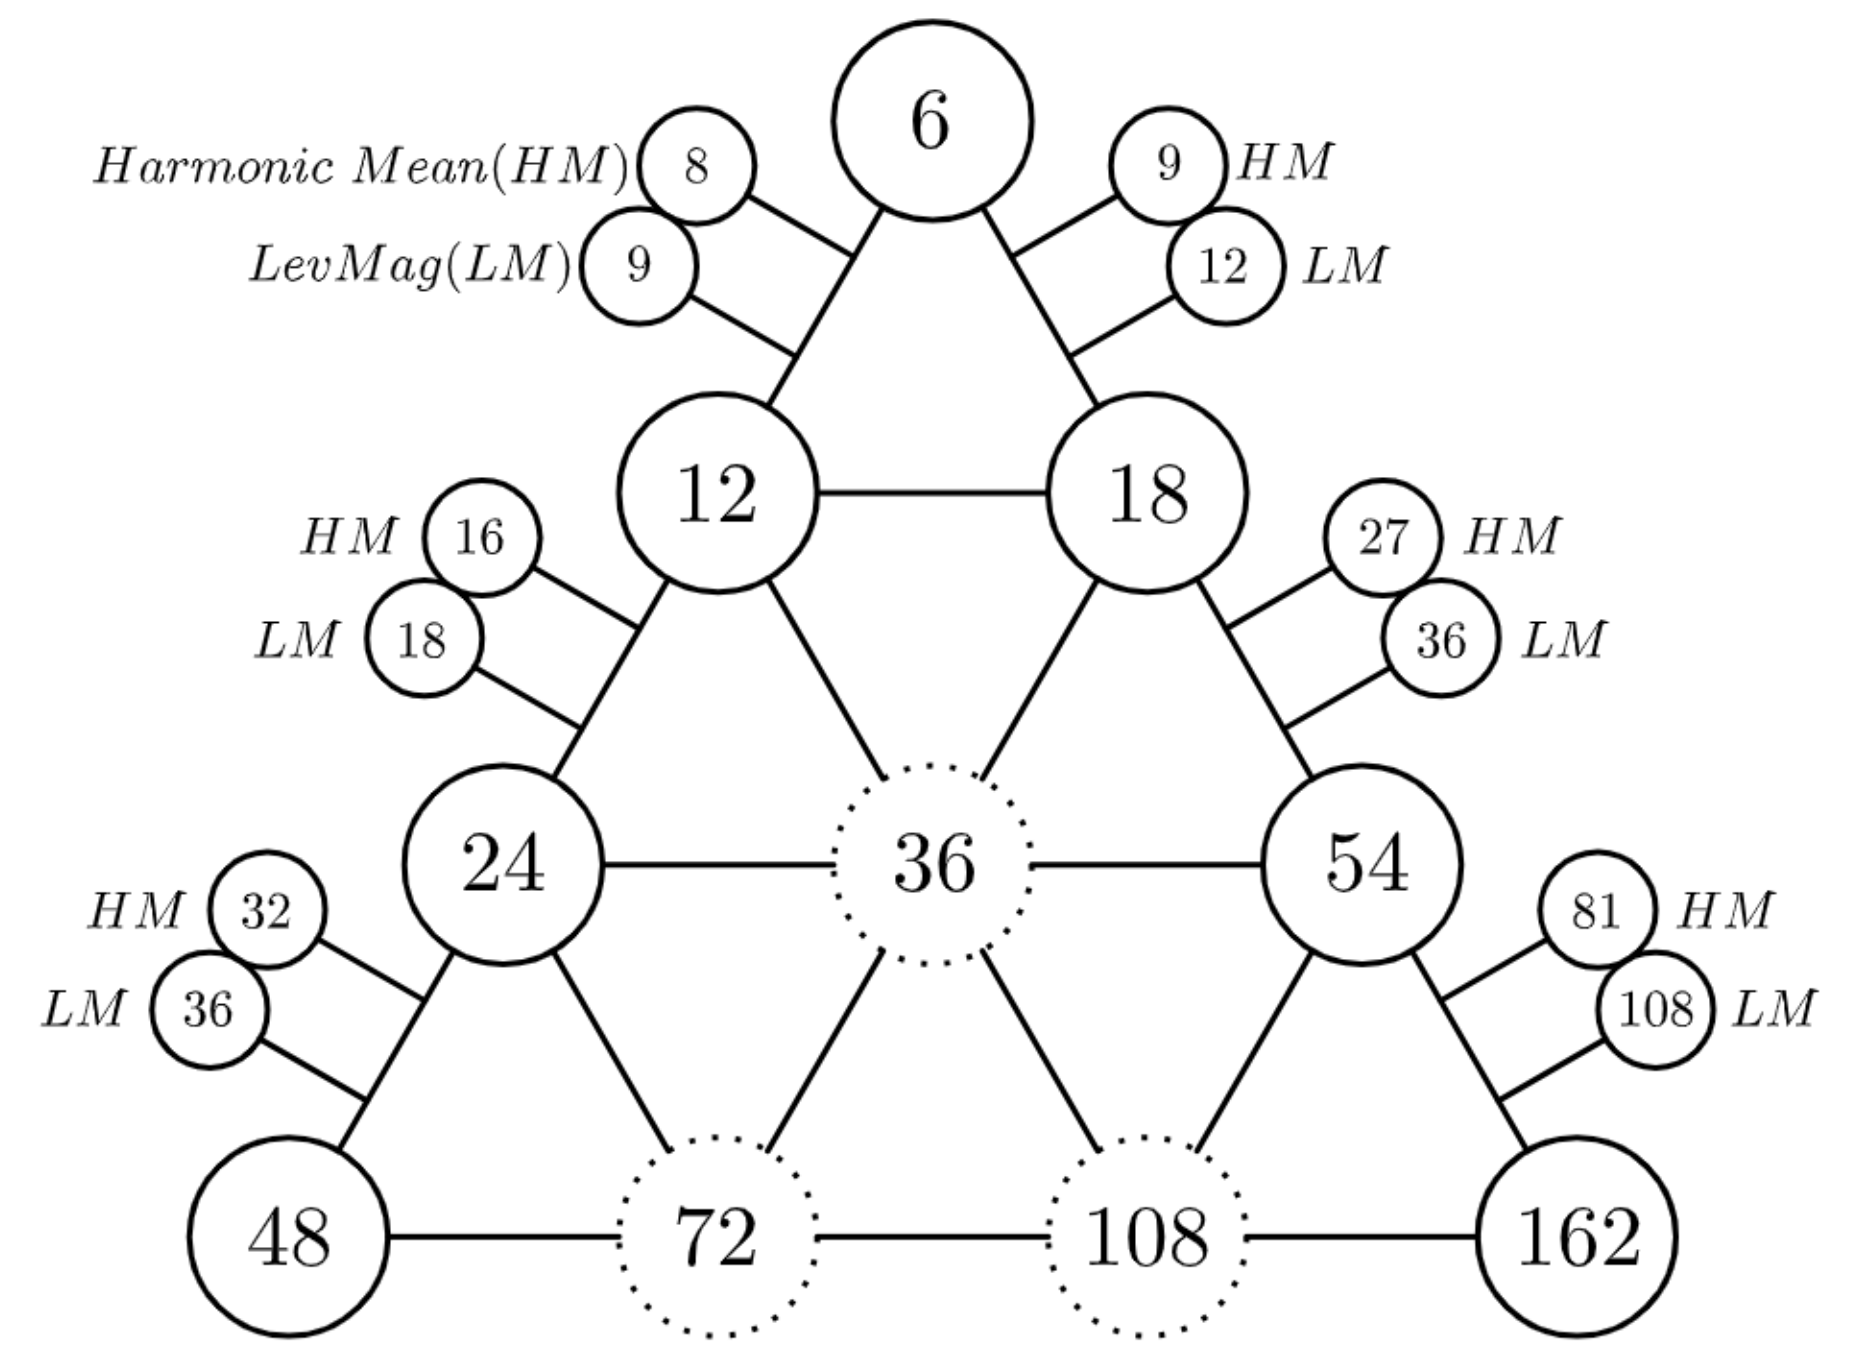 6
Harmonic Mean(HM) 8 9 HM
LevMag(LM) 9 12 LM
12 18
HM 16 27 HM
LM 18 36 LM
24 36 54
HM 32 81 HM
LM 36 108 LM
48 72 108 162